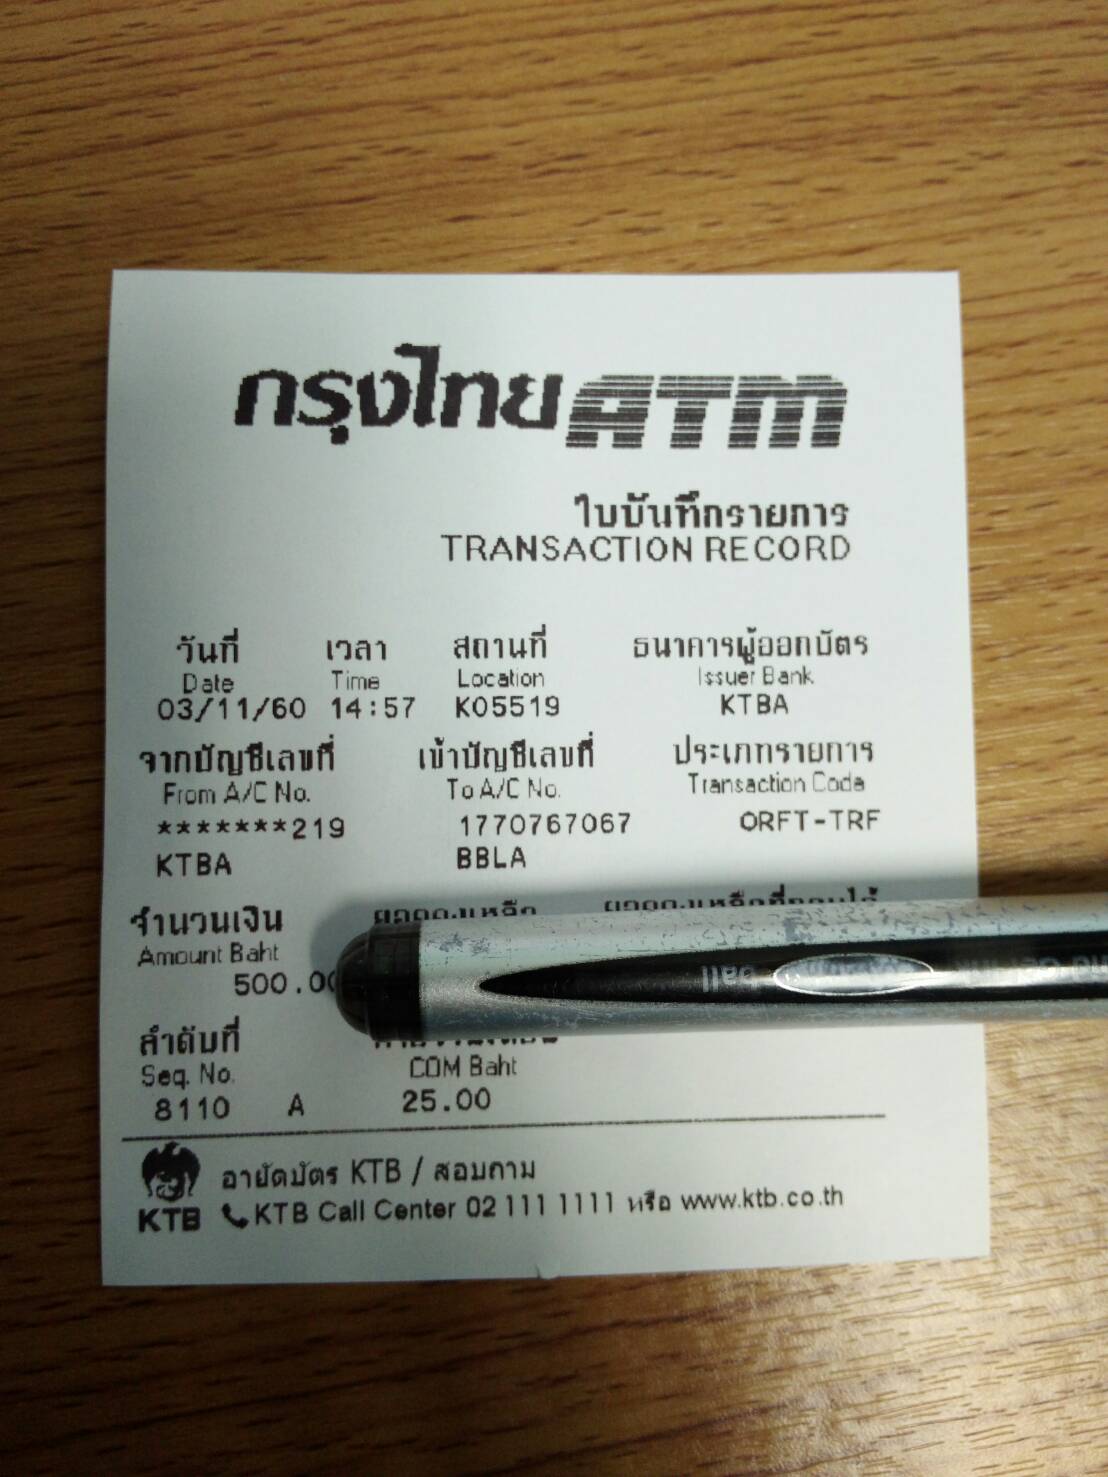 กรุงไทย ATM
ใบบันทึกรายการ
TRANSACTION RECORD
วันที่ เวลา สถานที่ ธนาคารผู้ออกบัตร
Date Time Location Issuer Bank
03/11/60 14:57 K05519 KTBA
จากบัญชีเลขที่ เข้าบัญชีเลขที่ ประเภทรายการ
From A/C No. To A/C No. Transaction Code
*******219 1770767067 ORFT-TRF
KTBA BBLA
จำนวนเงิน
Amount Baht
500.00
ลำดับที่
Seq. No. COM Baht
8110 A 25.00
อายัดบัตร KTB / สอบถาม
KTB KTB Call Center 02 111 1111 หรือ www.ktb.co.th
ball